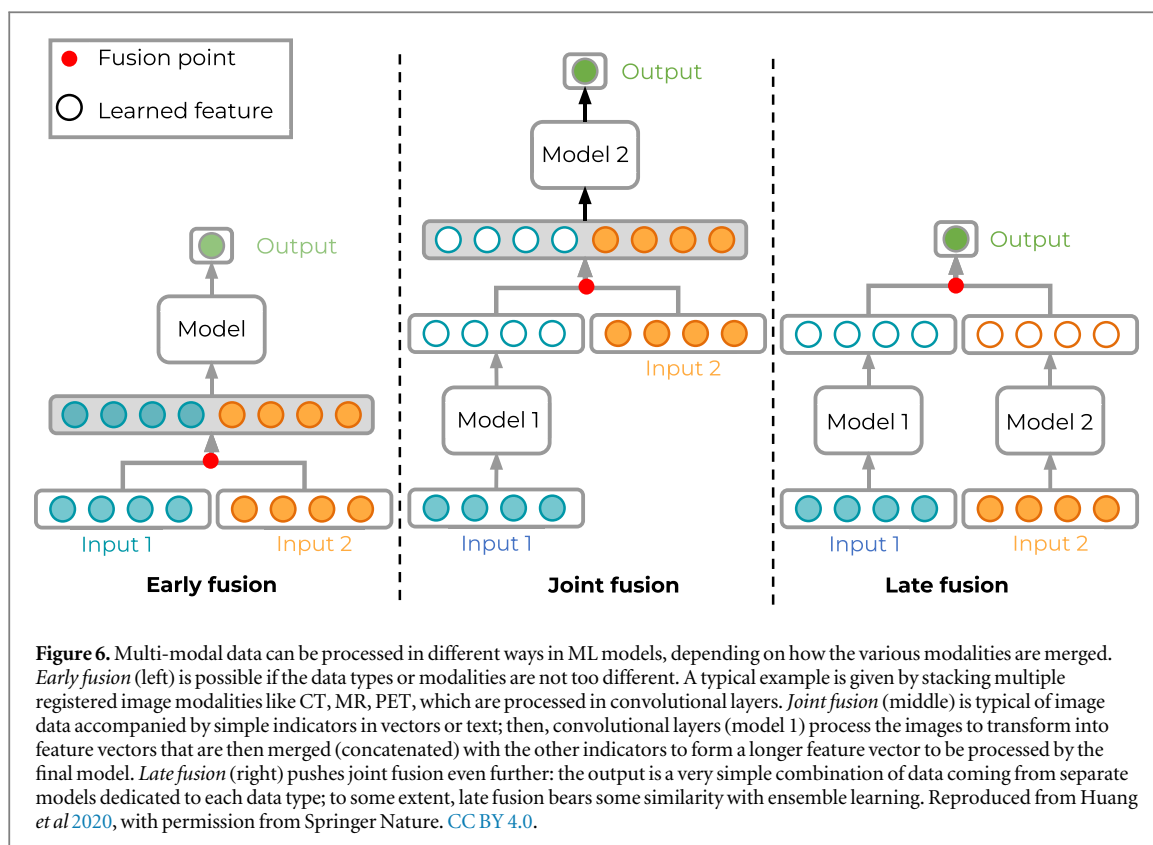 Fusion point
Learned feature
Output
Model
Input 1
Input 2
Early fusion
Output
Model 2
Input 2
Model 1
Input 1
Joint fusion
Output
Model 1
Model 2
Input 1
Input 2
Late fusion
Figure 6. Multi-modal data can be processed in different ways in ML models, depending on how the various modalities are merged.
Early fusion (left) is possible if the data types or modalities are not too different. A typical example is given by stacking multiple
registered image modalities like CT, MR, PET, which are processed in convolutional layers. Joint fusion (middle) is typical of image
data accompanied by simple indicators in vectors or text; then, convolutional layers (model 1) process the images to transform into
feature vectors that are then merged (concatenated) with the other indicators to form a longer feature vector to be processed by the
final model. Late fusion (right) pushes joint fusion even further: the output is a very simple combination of data coming from separate
models dedicated to each data type; to some extent, late fusion bears some similarity with ensemble learning. Reproduced from Huang
et al 2020, with permission from Springer Nature. CC BY 4.0.